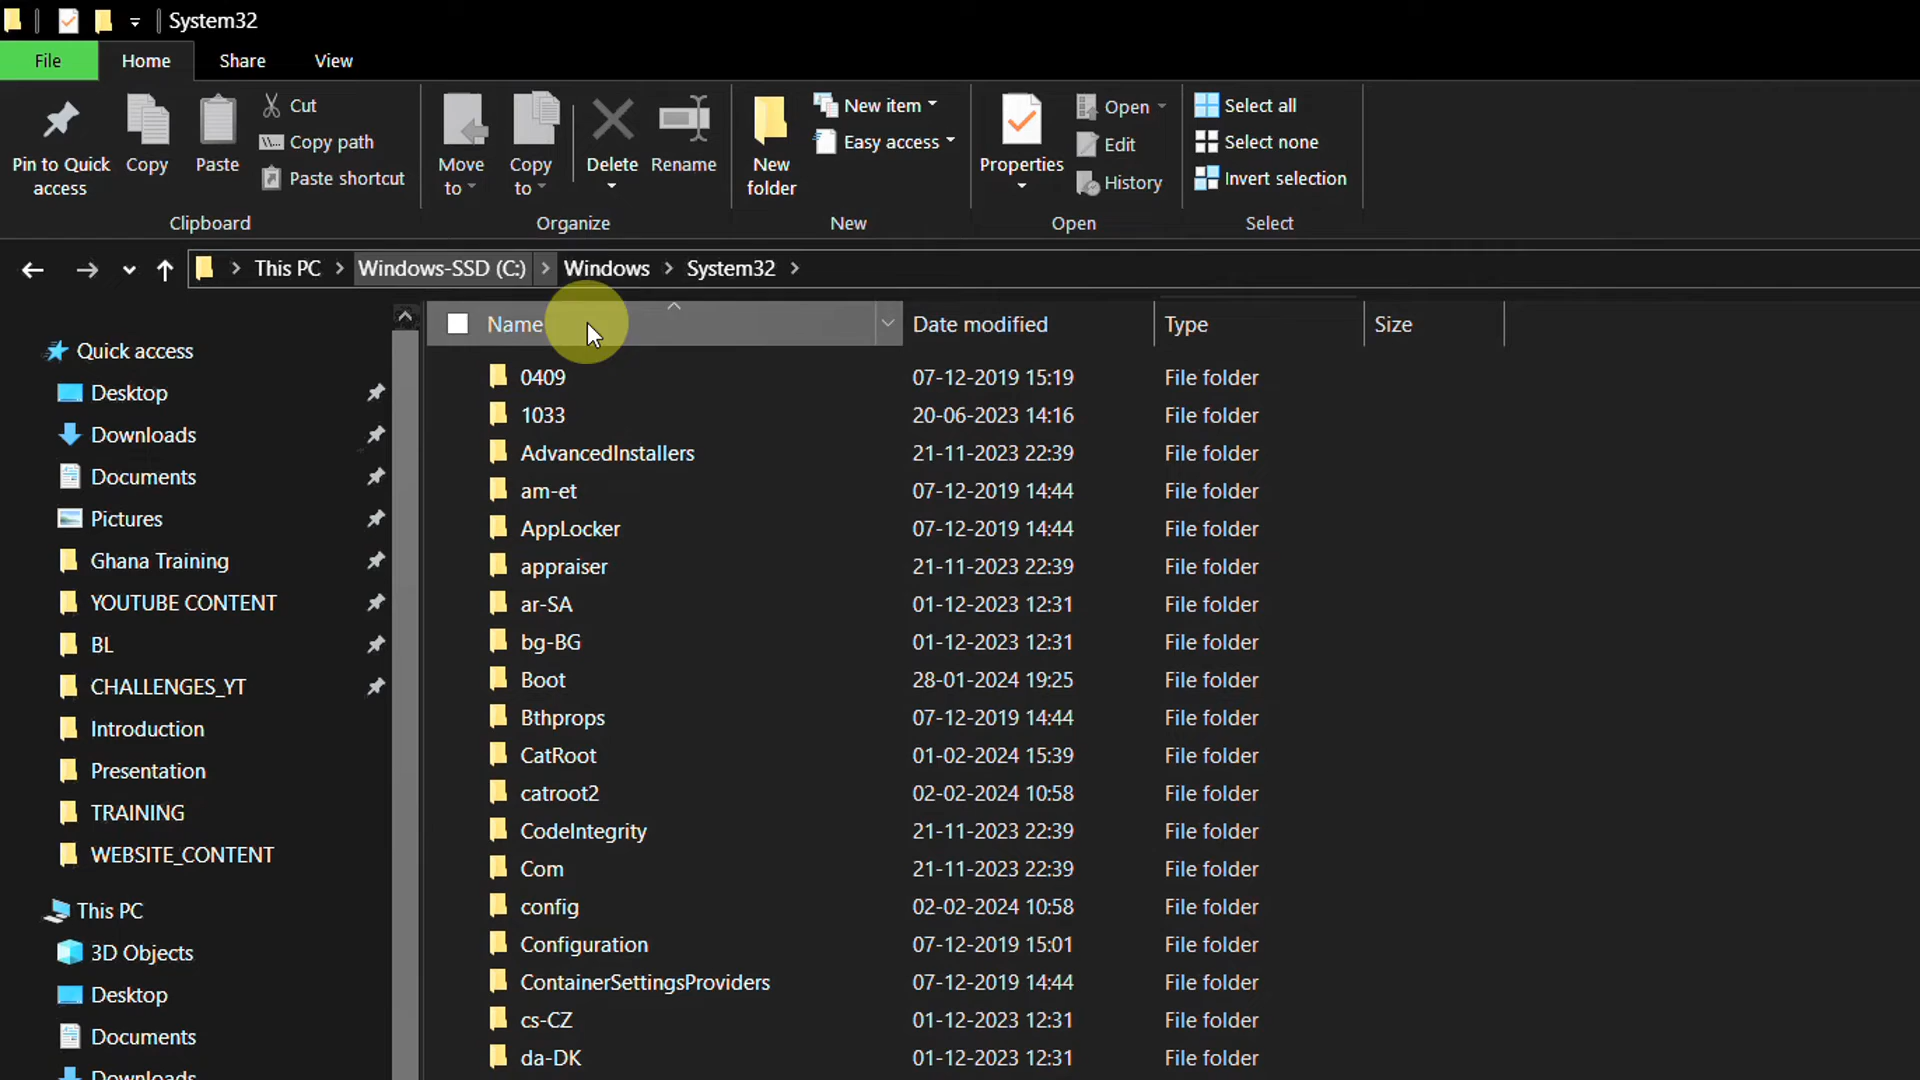 System32
File Home Share View
Pin to Quick access
Copy
Paste
Cut
Copy path
Paste shortcut
Clipboard
Move to
Copy to
Delete
Rename
Organize
New folder
New item
Easy access
New
Properties
Open
Edit
History
Open
Select all
Select none
Invert selection
Select
This PC > Windows-SSD (C:) > Windows > System32 >
Quick access
Desktop
Downloads
Documents
Pictures
Ghana Training
YOUTUBE CONTENT
BL
CHALLENGES_YT
Introduction
Presentation
TRAINING
WEBSITE_CONTENT
This PC
3D Objects
Desktop
Documents
Downloads
Name Date modified Type Size
0409 07-12-2019 15:19 File folder
1033 20-06-2023 14:16 File folder
AdvancedInstallers 21-11-2023 22:39 File folder
am-et 07-12-2019 14:44 File folder
AppLocker 07-12-2019 14:44 File folder
appraiser 21-11-2023 22:39 File folder
ar-SA 01-12-2023 12:31 File folder
bg-BG 01-12-2023 12:31 File folder
Boot 28-01-2024 19:25 File folder
Bthprops 07-12-2019 14:44 File folder
CatRoot 01-02-2024 15:39 File folder
catroot2 02-02-2024 10:58 File folder
CodeIntegrity 21-11-2023 22:39 File folder
Com 21-11-2023 22:39 File folder
config 02-02-2024 10:58 File folder
Configuration 07-12-2019 15:01 File folder
ContainerSettingsProviders 07-12-2019 14:44 File folder
cs-CZ 01-12-2023 12:31 File folder
da-DK 01-12-2023 12:31 File folder